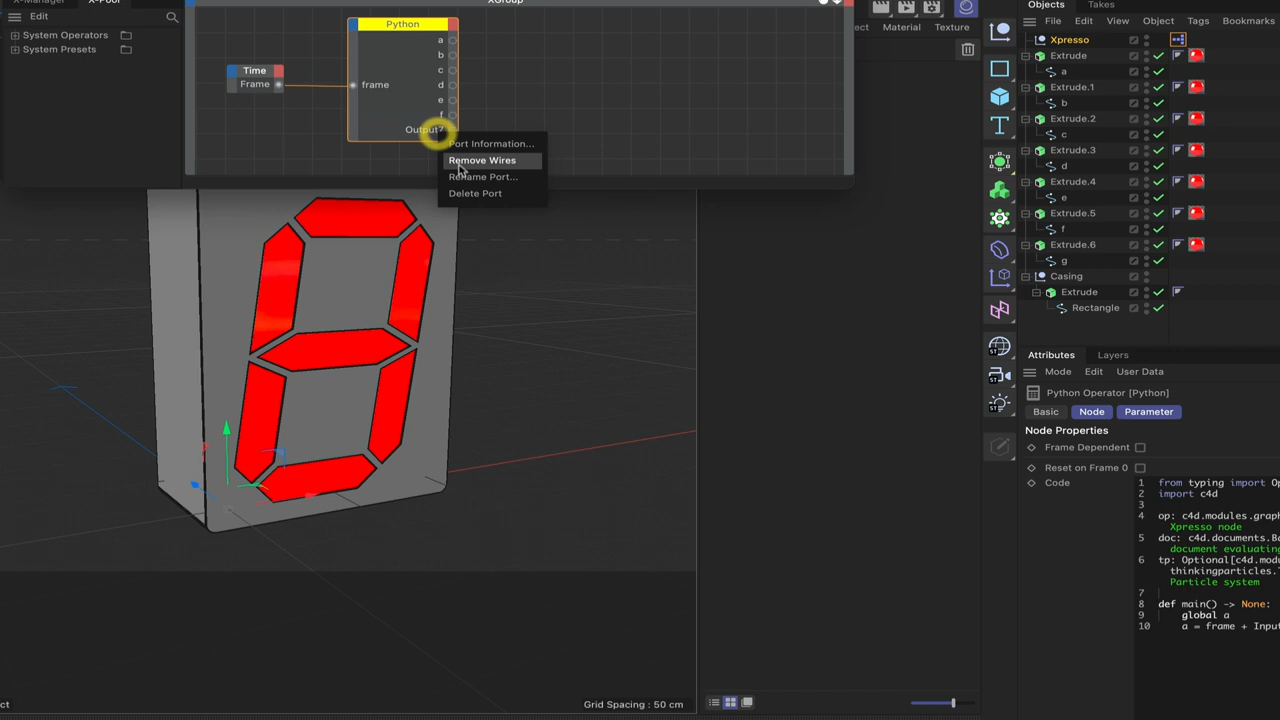 X-Manager
X-Pool
XGroup
Edit
System Operators
System Presets
Python
a
b
c
d
e
f
Output7
frame
Time
Frame
Port Information...
Remove Wires
Rename Port...
Delete Port
Material
Texture
Objects
Takes
File
Edit
View
Object
Tags
Bookmarks
Xpresso
Extrude
a
Extrude.1
b
Extrude.2
c
Extrude.3
d
Extrude.4
e
Extrude.5
f
Extrude.6
g
Casing
Extrude
Rectangle
Attributes
Layers
Mode
Edit
User Data
Python Operator [Python]
Basic
Node
Parameter
Node Properties
Frame Dependent
Reset on Frame 0
Code
1 from typing import Op
2 import c4d
3
4 op: c4d.modules.graph
Xpresso node
5 doc: c4d.documents.Ba
document evaluating
6 tp: Optional[c4d.modu
thinkingparticles.T
Particle system
7
8 def main() -> None:
9 global a
10 a = frame + Input
Grid Spacing : 50 cm